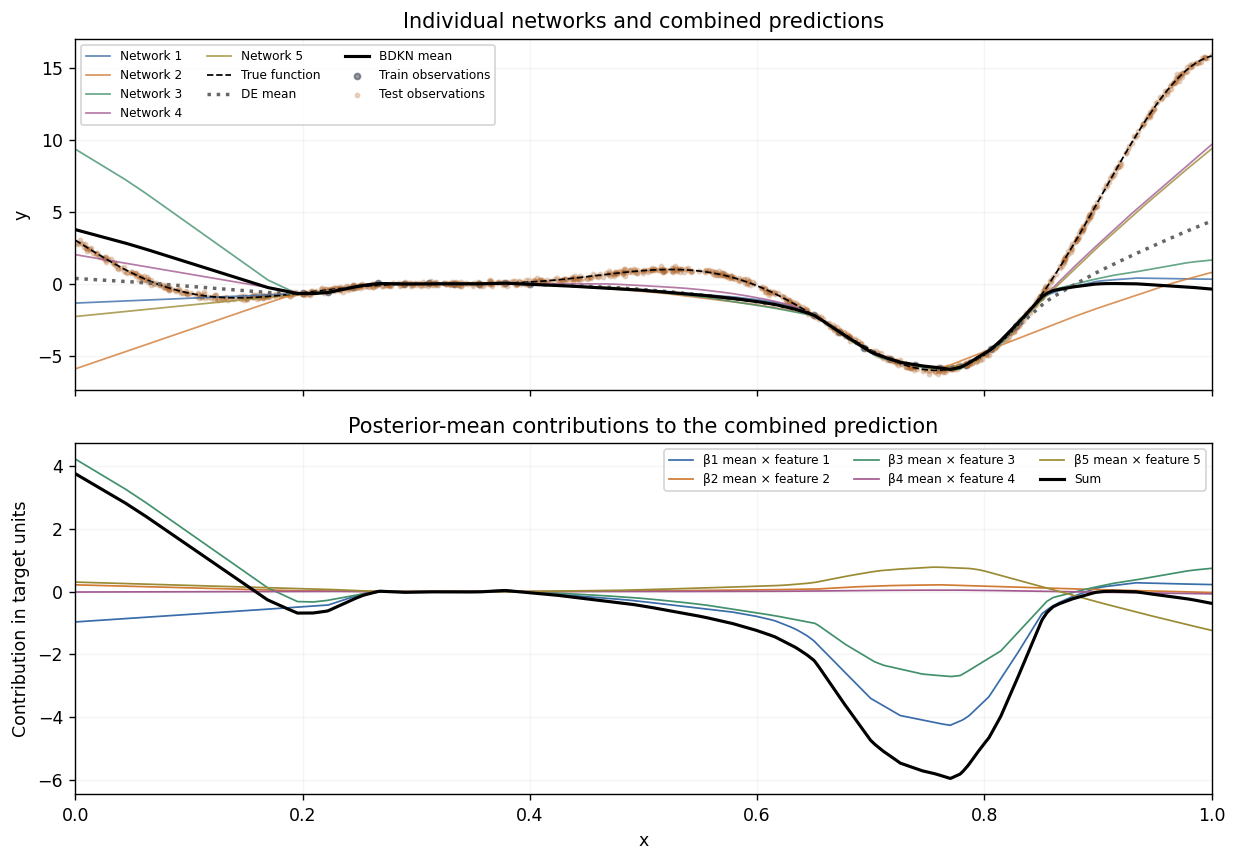 Individual networks and combined predictions
Network 1
Network 2
Network 3
Network 4
Network 5
True function
DE mean
BDKN mean
Train observations
Test observations
15
10
5
0
−5
y
Posterior-mean contributions to the combined prediction
β1 mean × feature 1
β2 mean × feature 2
β3 mean × feature 3
β4 mean × feature 4
β5 mean × feature 5
Sum
4
2
0
−2
−4
−6
Contribution in target units
0.0 0.2 0.4 0.6 0.8 1.0
x